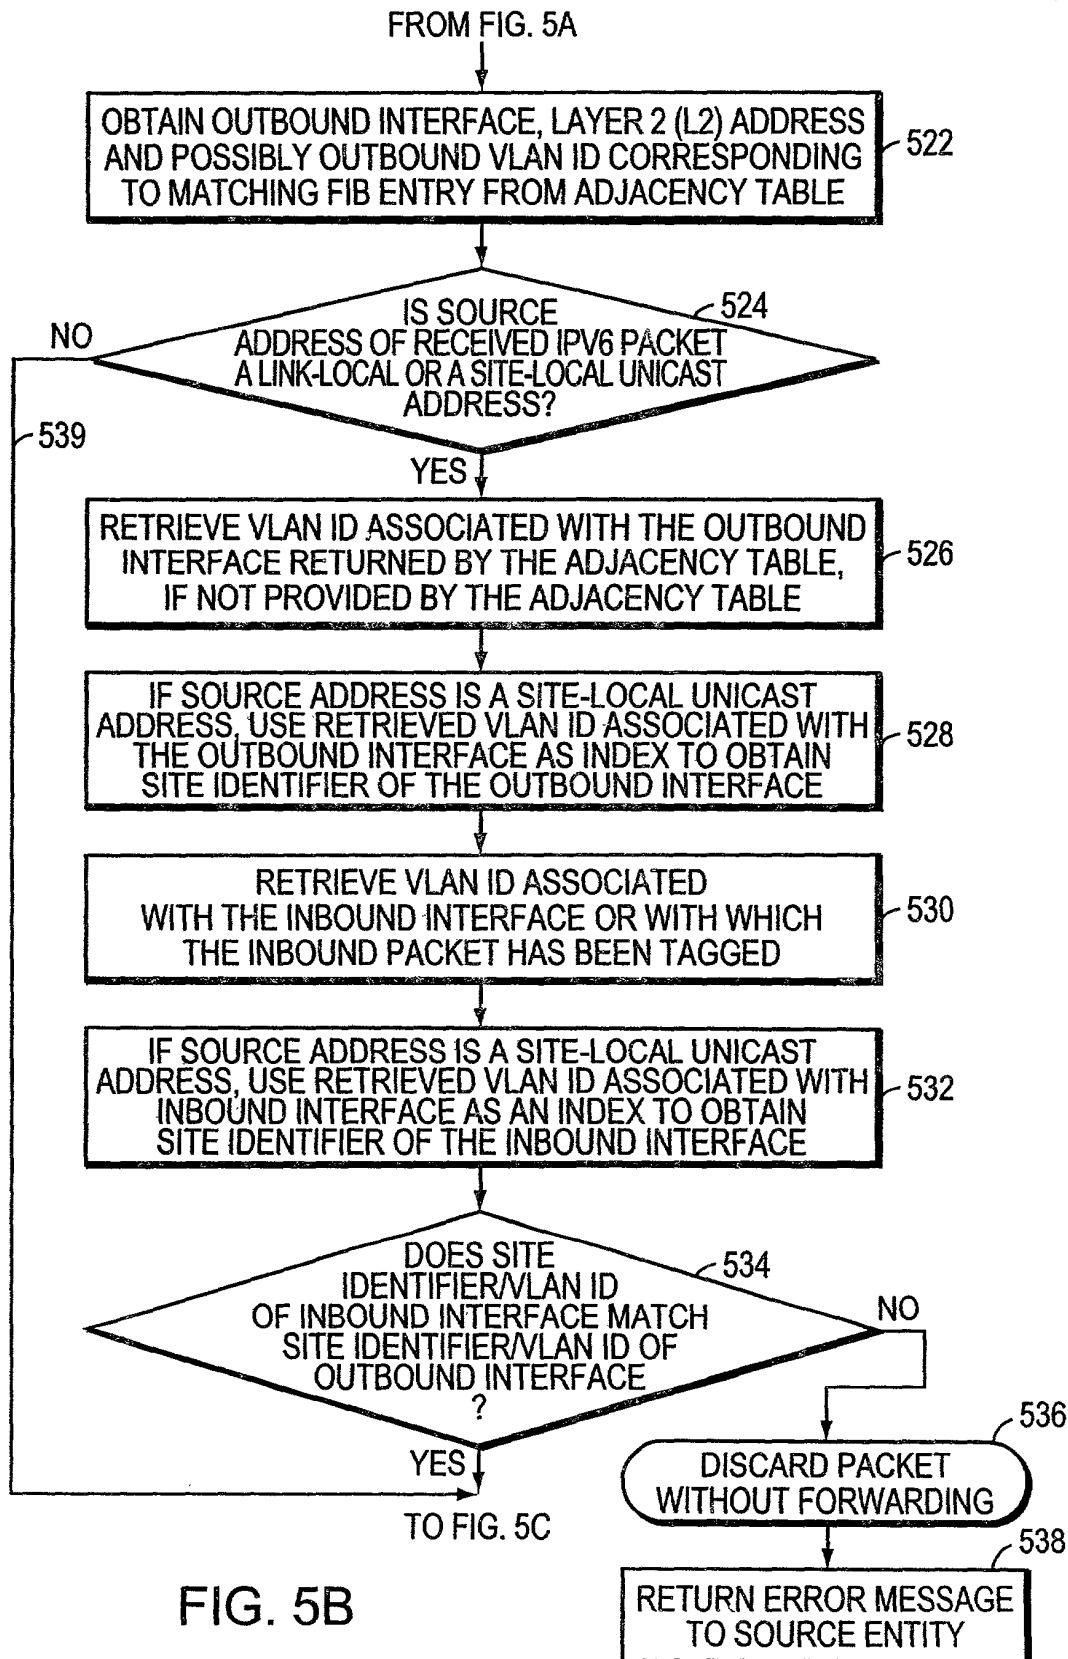 FROM FIG. 5A
OBTAIN OUTBOUND INTERFACE, LAYER 2 (L2) ADDRESS
AND POSSIBLY OUTBOUND VLAN ID CORRESPONDING
TO MATCHING FIB ENTRY FROM ADJACENCY TABLE
522
IS SOURCE
ADDRESS OF RECEIVED IPV6 PACKET
A LINK-LOCAL OR A SITE-LOCAL UNICAST
ADDRESS?
524
NO
539
YES
RETRIEVE VLAN ID ASSOCIATED WITH THE OUTBOUND
INTERFACE RETURNED BY THE ADJACENCY TABLE,
IF NOT PROVIDED BY THE ADJACENCY TABLE
526
IF SOURCE ADDRESS IS A SITE-LOCAL UNICAST
ADDRESS, USE RETRIEVED VLAN ID ASSOCIATED WITH
THE OUTBOUND INTERFACE AS INDEX TO OBTAIN
SITE IDENTIFIER OF THE OUTBOUND INTERFACE
528
RETRIEVE VLAN ID ASSOCIATED
WITH THE INBOUND INTERFACE OR WITH WHICH
THE INBOUND PACKET HAS BEEN TAGGED
530
IF SOURCE ADDRESS IS A SITE-LOCAL UNICAST
ADDRESS, USE RETRIEVED VLAN ID ASSOCIATED WITH
INBOUND INTERFACE AS AN INDEX TO OBTAIN
SITE IDENTIFIER OF THE INBOUND INTERFACE
532
DOES SITE
IDENTIFIER/VLAN ID
OF INBOUND INTERFACE MATCH
SITE IDENTIFIER/VLAN ID OF
OUTBOUND INTERFACE
?
534
NO
YES
TO FIG. 5C
536
DISCARD PACKET
WITHOUT FORWARDING
538
RETURN ERROR MESSAGE
TO SOURCE ENTITY
FIG. 5B